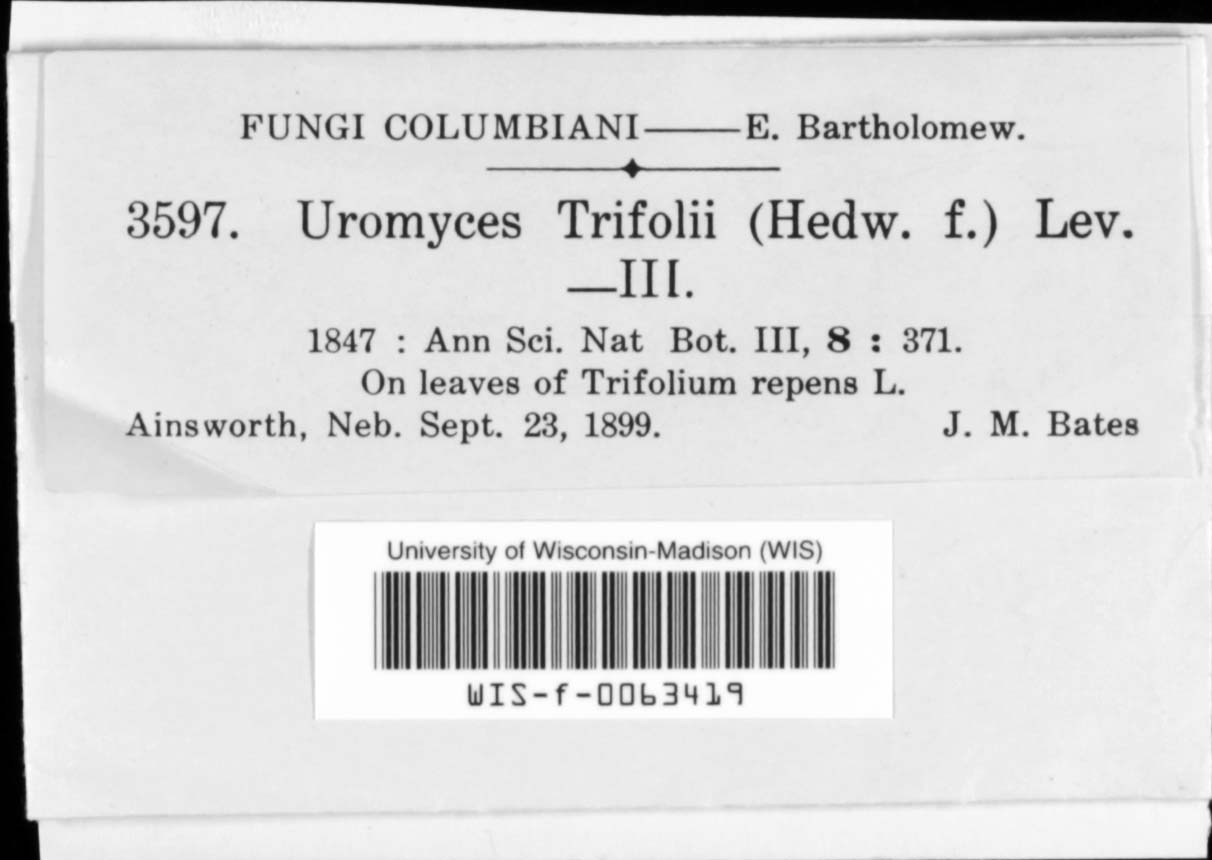 FUNGI COLUMBIANI——E. Bartholomew.
3597. Uromyces Trifolii (Hedw. f.) Lev.
—III.
1847 : Ann Sci. Nat Bot. III, 8 : 371.
On leaves of Trifolium repens L.
Ainsworth, Neb. Sept. 23, 1899. J. M. Bates
University of Wisconsin-Madison (WIS)
WIS-f-0063419